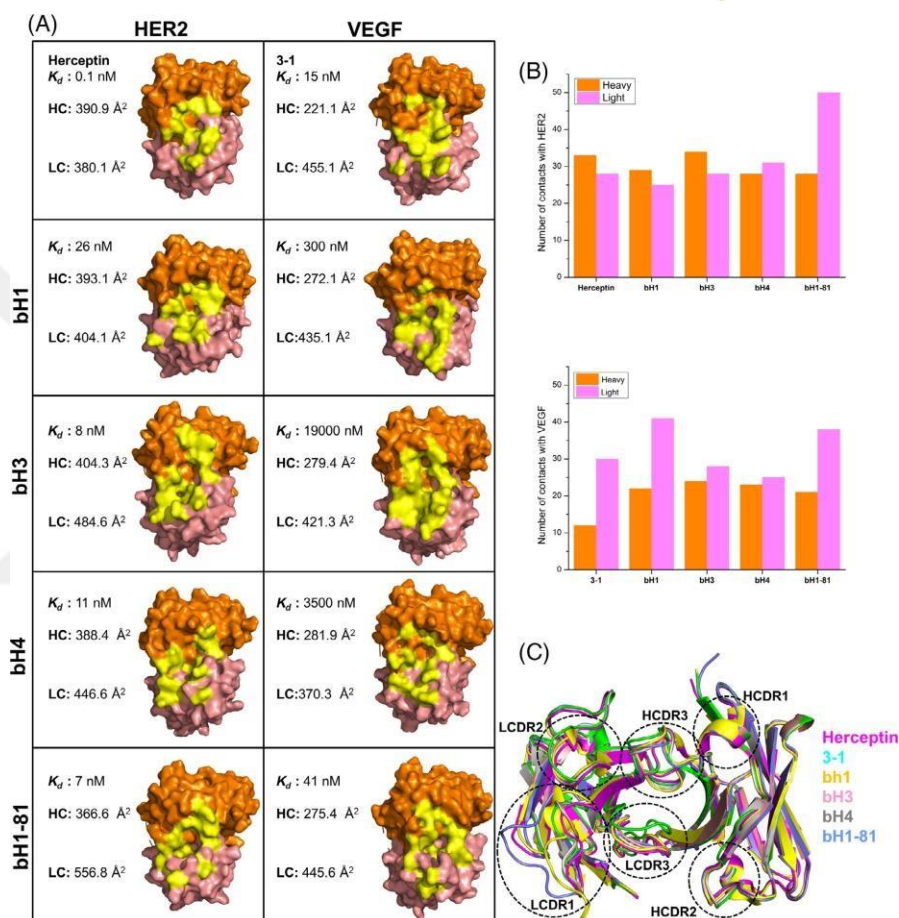 (A)
HER2
VEGF
Herceptin
Kd : 0.1 nM
HC: 390.9 Å2
LC: 380.1 Å2
3-1
Kd : 15 nM
HC: 221.1 Å2
LC: 455.1 Å2
bH1
Kd : 26 nM
HC: 393.1 Å2
LC: 404.1 Å2
Kd : 300 nM
HC: 272.1 Å2
LC:435.1 Å2
bH3
Kd : 8 nM
HC: 404.3 Å2
LC: 484.6 Å2
Kd : 19000 nM
HC: 279.4 Å2
LC: 421.3 Å2
bH4
Kd : 11 nM
HC: 388.4 Å2
LC: 446.6 Å2
Kd : 3500 nM
HC: 281.9 Å2
LC:370.3 Å2
bH1-81
Kd : 7 nM
HC: 366.6 Å2
LC: 556.8 Å2
Kd : 41 nM
HC: 275.4 Å2
LC: 445.6 Å2
(B)
Number of contacts with HER2
50
40
30
20
10
0
Heavy
Light
Herceptin bH1 bH3 bH4 bH1-81
Number of contacts with VEGF
50
40
30
20
10
0
Heavy
Light
3-1 bH1 bH3 bH4 bH1-81
(C)
LCDR2
HCDR3
HCDR1
LCDR1
LCDR3
HCDR2
Herceptin
3-1
bh1
bH3
bH4
bH1-81